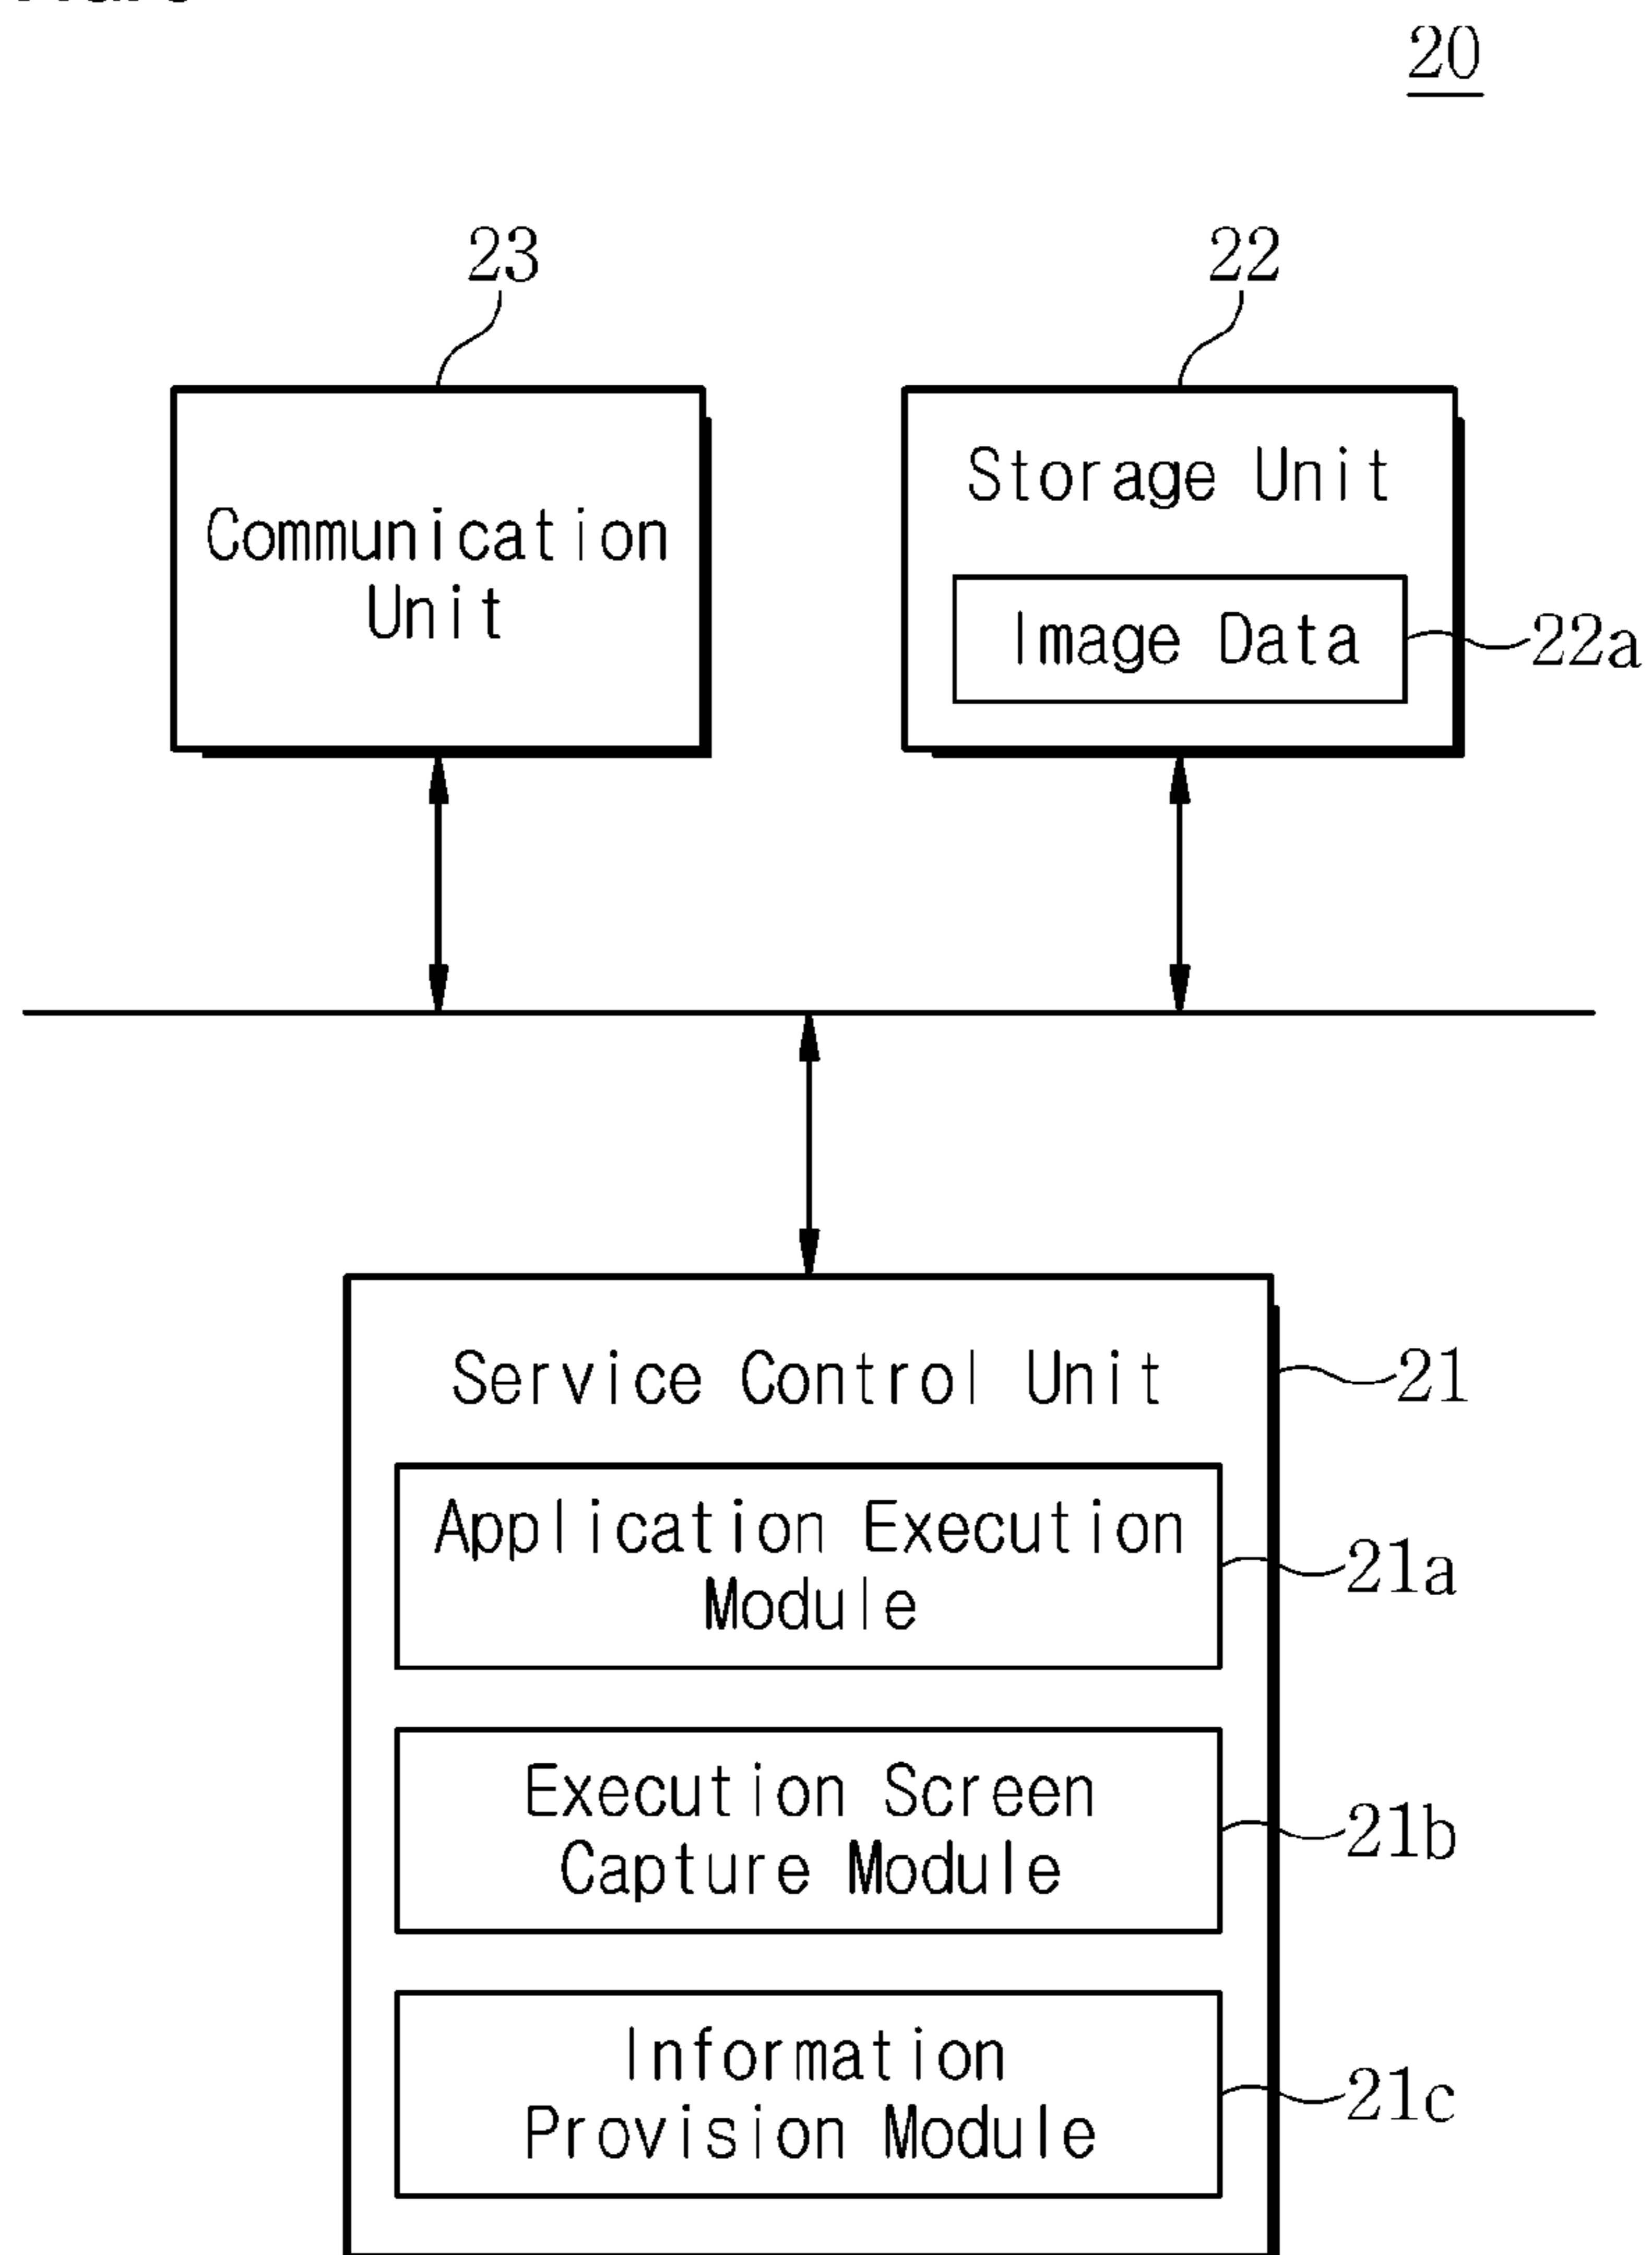 20
23
22
Communication
Unit
Storage Unit
Image Data
22a
Service Control Unit
21
Application Execution
Module
21a
Execution Screen
Capture Module
21b
Information
Provision Module
21c